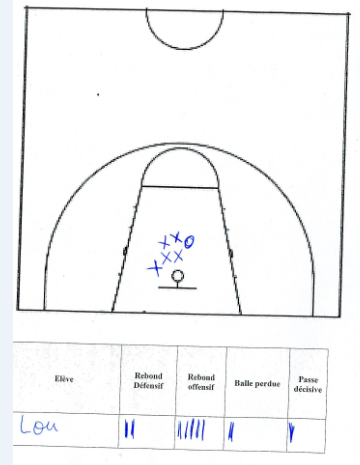 X X O
X X X
Elève
Rebond
Défensif
Rebond
offensif
Balle perdue
Passe
décisive
Lou